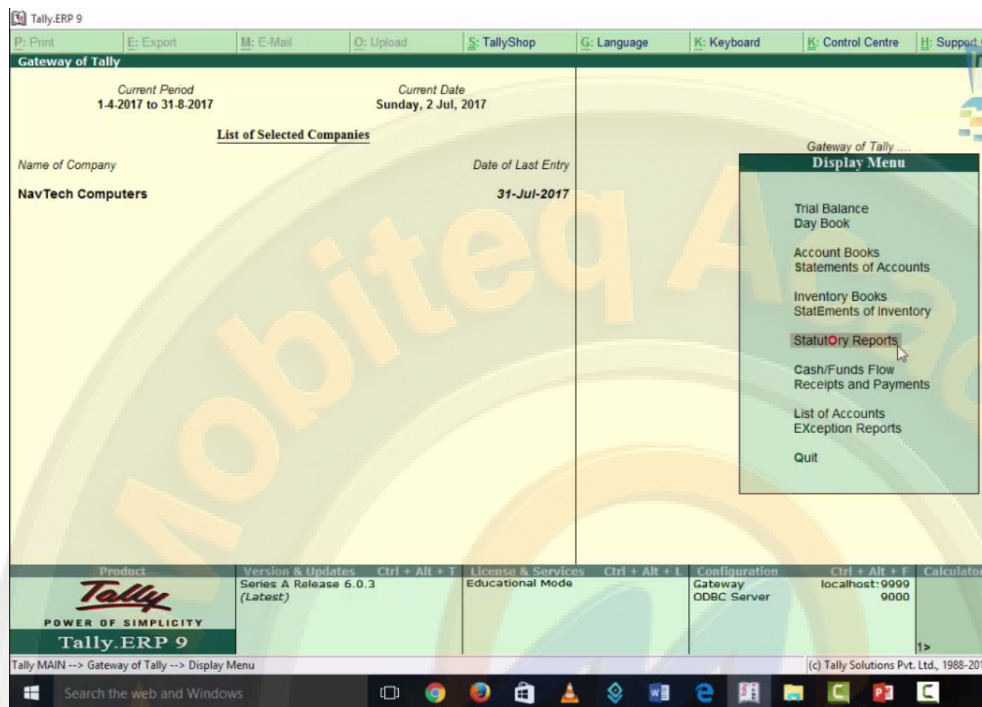 Tally.ERP 9
P: Print E: Export M: E-Mail O: Upload S: TallyShop G: Language K: Keyboard K: Control Centre H: Support
Gateway of Tally
Current Period Current Date
1-4-2017 to 31-8-2017 Sunday, 2 Jul, 2017
List of Selected Companies
Name of Company Date of Last Entry
NavTech Computers 31-Jul-2017
Gateway of Tally ....
Display Menu
Trial Balance
Day Book
Account Books
Statements of Accounts
Inventory Books
StatEments of Inventory
StatutOry Reports
Cash/Funds Flow
Receipts and Payments
List of Accounts
EXception Reports
Quit
Mobiteq Acad
Product Version & Updates Ctrl + Alt + T License & Services Ctrl + Alt + L Configuration Ctrl + Alt + F Calculator
Tally
POWER OF SIMPLICITY
Tally.ERP 9
Series A Release 6.0.3
(Latest)
Educational Mode
Gateway localhost:9999
ODBC Server 9000
1>
Tally MAIN --> Gateway of Tally --> Display Menu (c) Tally Solutions Pvt. Ltd., 1988-201
Search the web and Windows